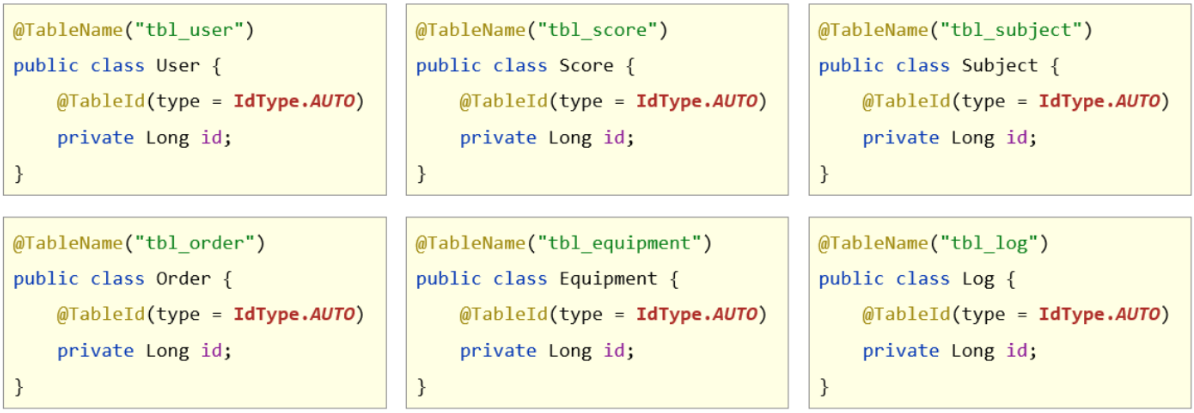 @TableName("tbl_user")
public class User {
    @TableId(type = IdType.AUTO)
    private Long id;
}
@TableName("tbl_score")
public class Score {
    @TableId(type = IdType.AUTO)
    private Long id;
}
@TableName("tbl_subject")
public class Subject {
    @TableId(type = IdType.AUTO)
    private Long id;
}
@TableName("tbl_order")
public class Order {
    @TableId(type = IdType.AUTO)
    private Long id;
}
@TableName("tbl_equipment")
public class Equipment {
    @TableId(type = IdType.AUTO)
    private Long id;
}
@TableName("tbl_log")
public class Log {
    @TableId(type = IdType.AUTO)
    private Long id;
}